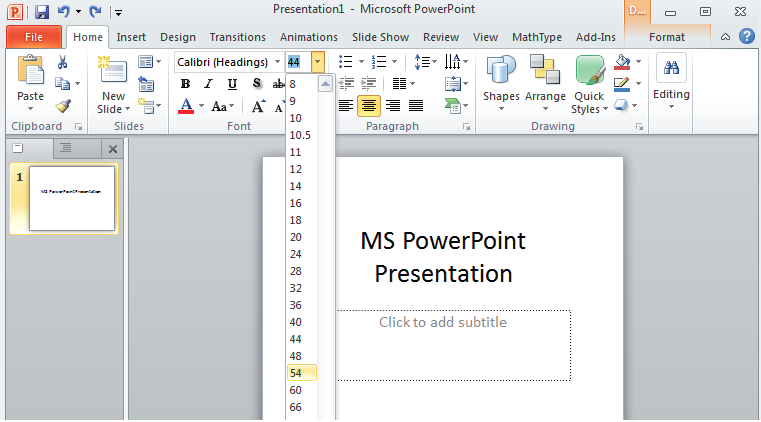 Presentation1 - Microsoft PowerPoint
D...
File Home Insert Design Transitions Animations Slide Show Review View MathType Add-Ins Format
Calibri (Headings) 44
Paste
New
Slide
B I U S ab
A Aa A A
Shapes Arrange Quick
Styles
Editing
Clipboard Slides Font Paragraph Drawing
8
9
10
10.5
11
12
14
16
18
20
24
28
32
36
40
44
48
54
60
66
1
MS PowerPoint Presentation
MS PowerPoint
Presentation
Click to add subtitle